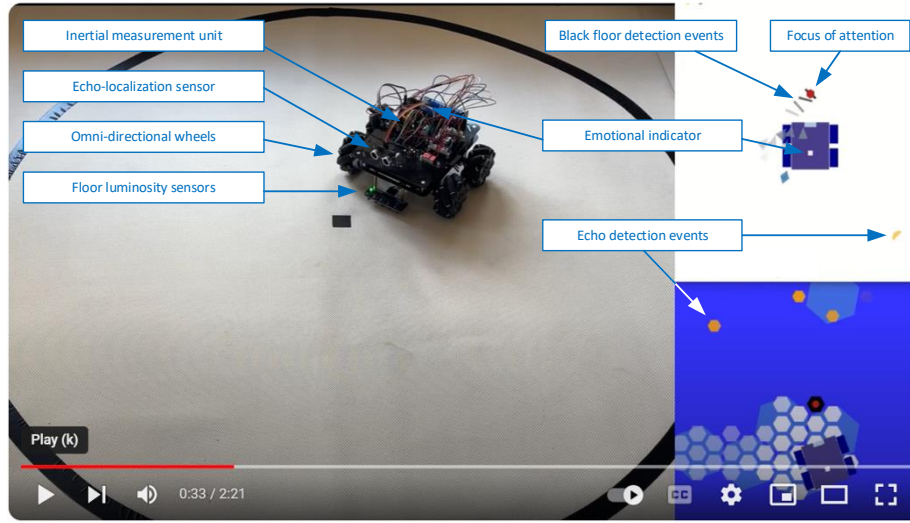 Inertial measurement unit
Echo-localization sensor
Omni-directional wheels
Floor luminosity sensors
Black floor detection events
Focus of attention
Emotional indicator
Echo detection events
Play (k)
0:33 / 2:21
CC